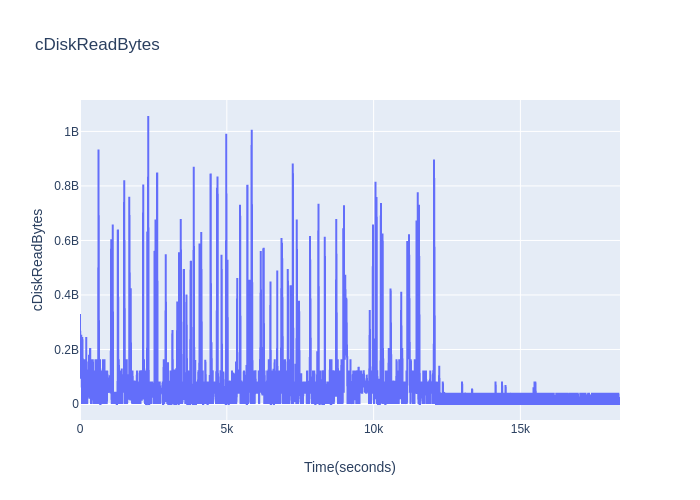 cDiskReadBytes
1B
0.8B
0.6B
0.4B
0.2B
0
cDiskReadBytes
0 5k 10k 15k
Time(seconds)